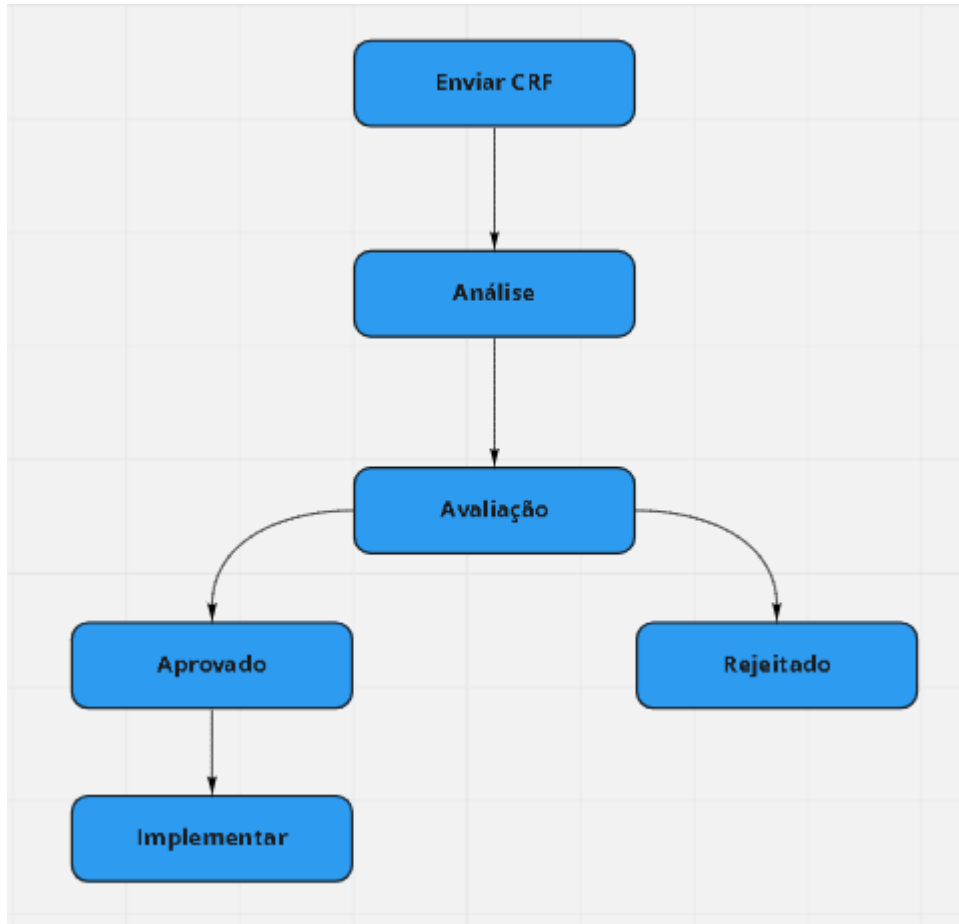 Enviar CRF
Análise
Avaliação
Aprovado
Rejeitado
Implementar